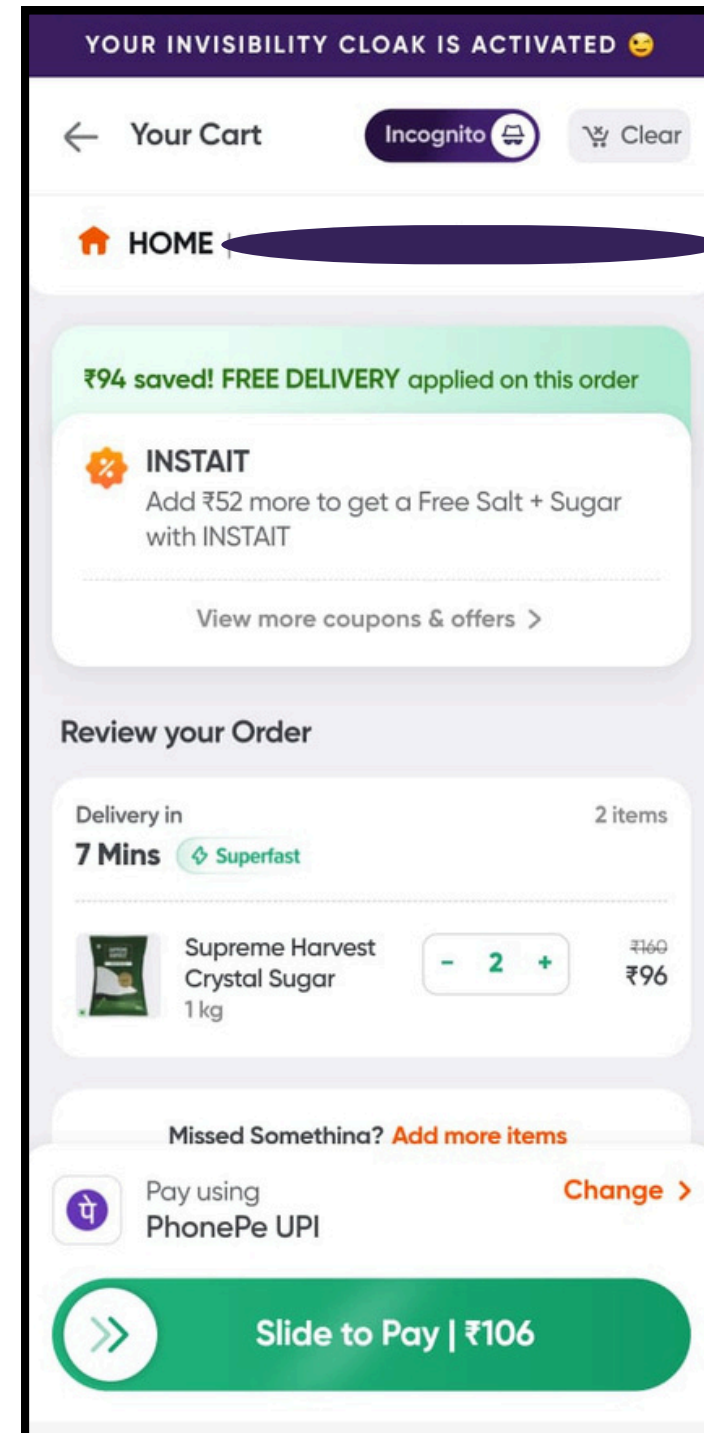 YOUR INVISIBILITY CLOAK IS ACTIVATED 😉
Your Cart
Incognito
Clear
HOME |
₹94 saved! FREE DELIVERY applied on this order
INSTAIT
Add ₹52 more to get a Free Salt + Sugar
with INSTAIT
View more coupons & offers >
Review your Order
Delivery in
2 items
7 Mins
Superfast
Supreme Harvest
Crystal Sugar
1 kg
- 2 +
₹160
₹96
Missed Something? Add more items
पे
Pay using
PhonePe UPI
Change >
Slide to Pay | ₹106